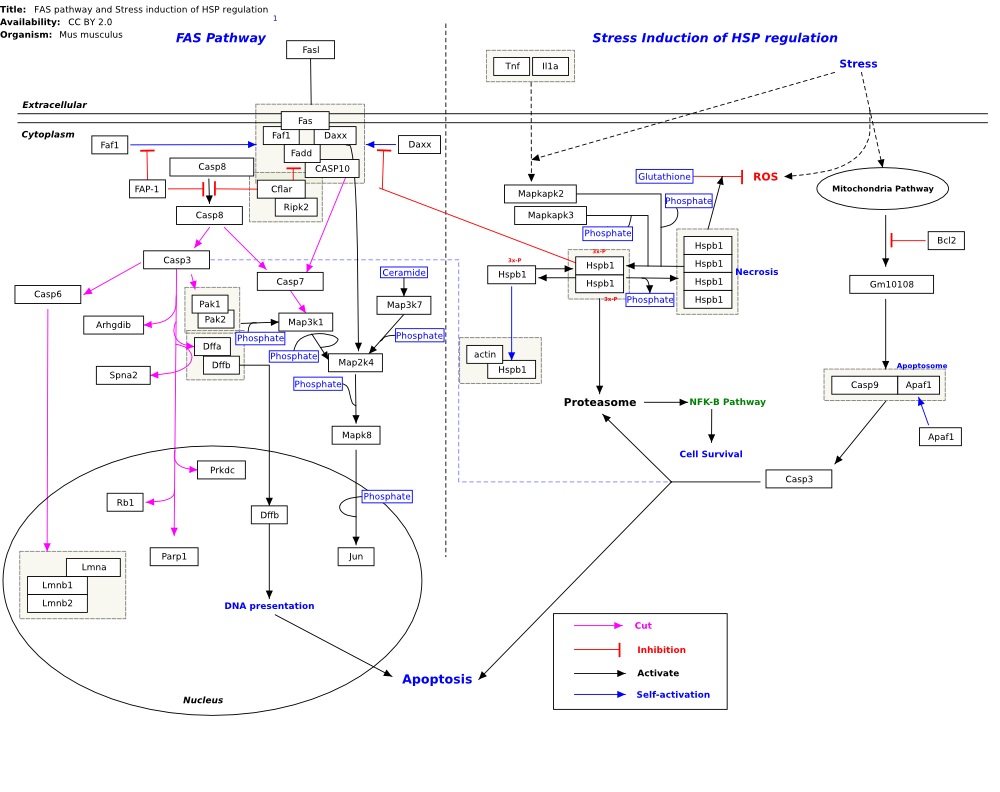 Title: FAS pathway and Stress induction of HSP regulation
Availability: CC BY 2.0
1
Organism: Mus musculus
FAS Pathway
Stress Induction of HSP regulation
Fasl
Tnf
Il1a
Stress
Extracellular
Cytoplasm
Fas
Faf1
Faf1
Daxx
Daxx
Fadd
Casp8
CASP10
FAP-1
Cflar
Ripk2
Casp8
Glutathione
ROS
Mitochondria Pathway
Mapkapk2
Phosphate
Mapkapk3
Phosphate
Bcl2
Casp3
3x-P
3x-P
Hspb1
Hspb1
Hspb1
Hspb1
Hspb1
Hspb1
Hspb1
Necrosis
Phosphate
3x-P
Gm10108
Ceramide
Casp7
Casp6
Pak1
Pak2
Map3k7
Arhgdib
Map3k1
Phosphate
Phosphate
Phosphate
Dffa
Dffb
Map2k4
actin
Hspb1
Spna2
Phosphate
Apoptosome
Casp9
Apaf1
Proteasome
NFK-B Pathway
Apaf1
Mapk8
Cell Survival
Prkdc
Casp3
Rb1
Phosphate
Dffb
Parp1
Jun
Lmna
Lmnb1
Lmnb2
DNA presentation
Cut
Inhibition
Activate
Self-activation
Apoptosis
Nucleus